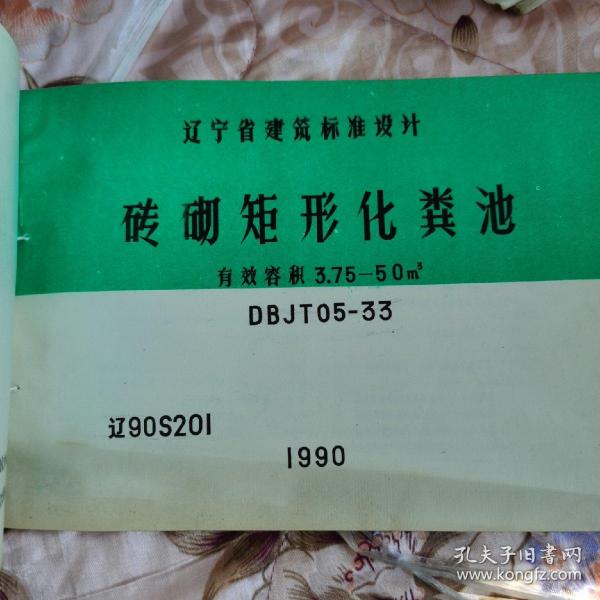 辽宁省建筑标准设计
砖砌矩形化粪池
有效容积3.75—50m³
DBJT05-33
辽90S201
1990
孔夫子旧书网
www.kongfz.com